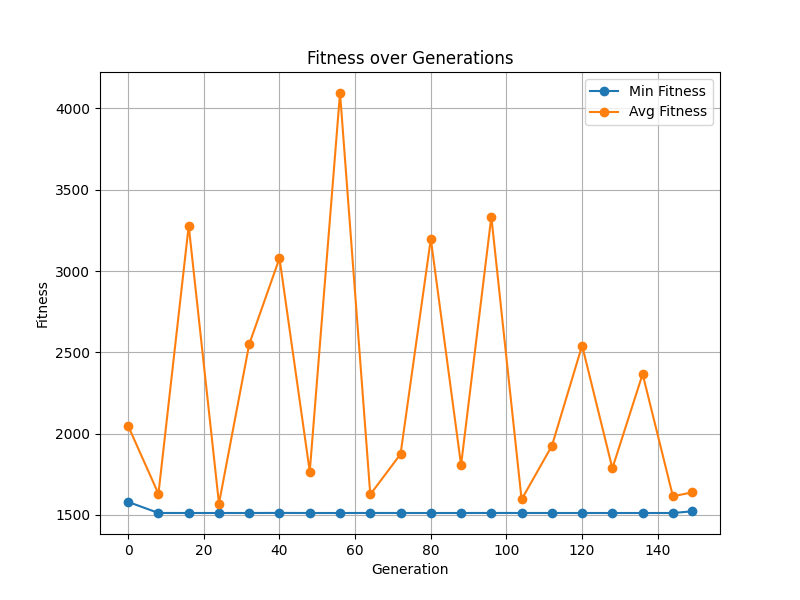 Fitness over Generations
Min Fitness
Avg Fitness
4000
3500
3000
2500
2000
1500
Fitness
0 20 40 60 80 100 120 140
Generation